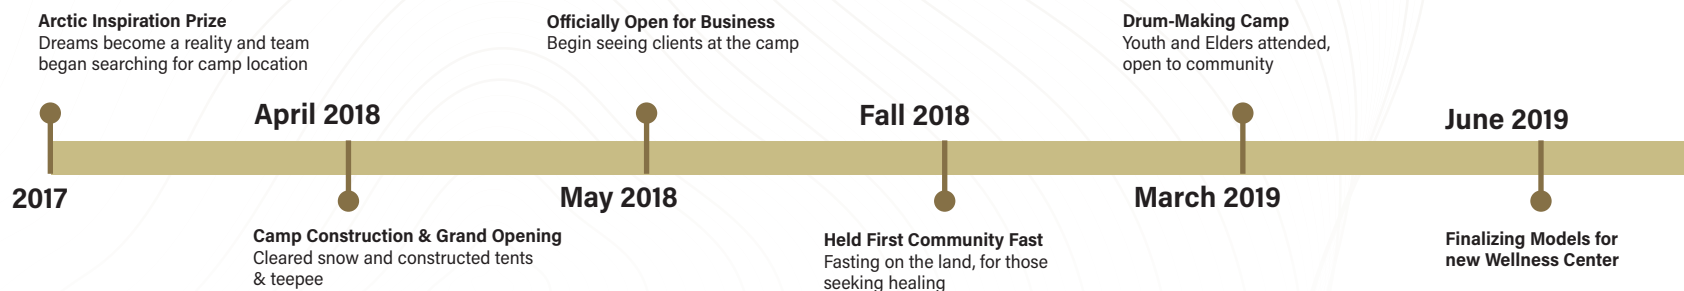 Arctic Inspiration Prize
Dreams become a reality and team
began searching for camp location
2017
April 2018
Camp Construction & Grand Opening
Cleared snow and constructed tents
& teepee
Officially Open for Business
Begin seeing clients at the camp
May 2018
Fall 2018
Held First Community Fast
Fasting on the land, for those
seeking healing
Drum-Making Camp
Youth and Elders attended,
open to community
March 2019
June 2019
Finalizing Models for
new Wellness Center